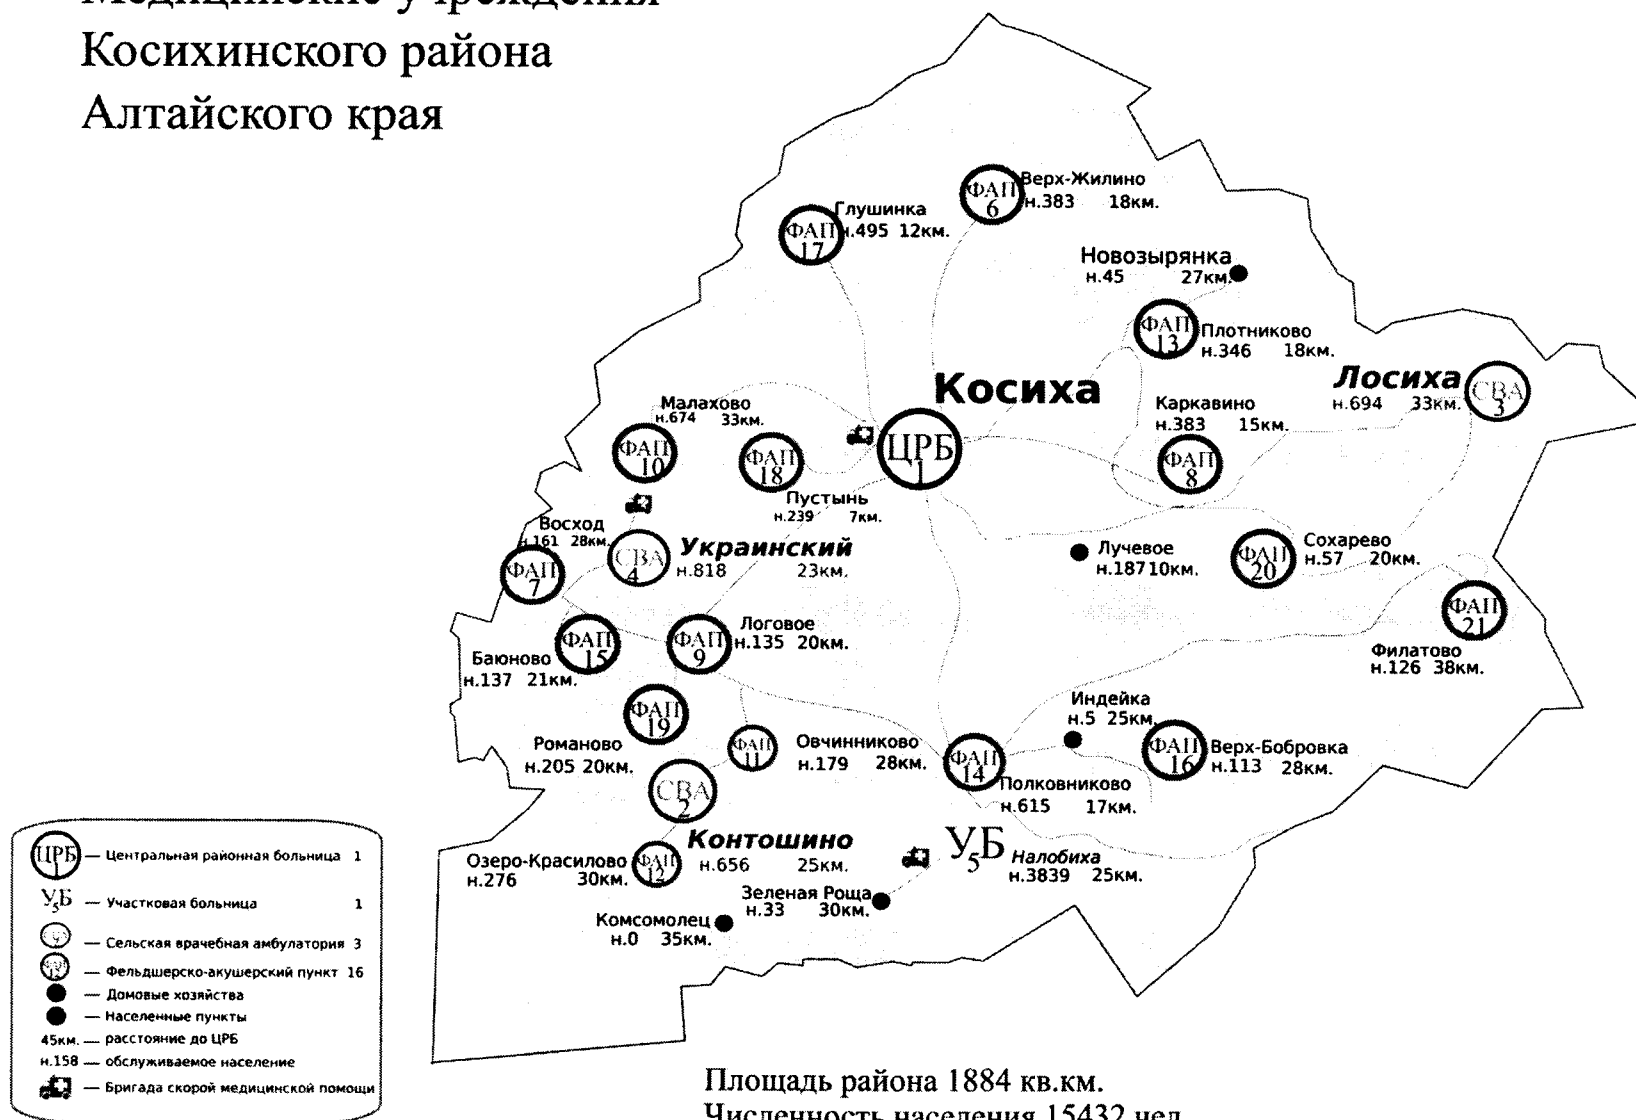 Медицинские учреждения
Косихинского района
Алтайского края
ФАП
6
Верх-Жилино
н.383 18км.
ФАП
17
Глушинка
н.495 12км.
Новозырянка
н.45 27км.
ФАП
13
Плотниково
н.346 18км.
Косиха
ЦРБ
1
Лосиха
н.694 33км.
СВА
3
Малахово
н.674 33км.
ФАП
10
ФАП
18
Пустынь
н.239 7км.
Каркавино
н.383 15км.
ФАП
8
Восход
н.161 28км.
ФАП
7
СВА
4
Украинский
н.818 23км.
Лучевое
н.187 10км.
ФАП
20
Сохарево
н.57 20км.
ФАП
21
Филатово
н.126 38км.
ФАП
15
Баюново
н.137 21км.
ФАП
9
Логовое
н.135 20км.
ФАП
19
Романово
н.205 20км.
ФАП
11
Овчинниково
н.179 28км.
Индейка
н.5 25км.
ФАП
14
Полковниково
н.615 17км.
ФАП
16
Верх-Бобровка
н.113 28км.
СВА
2
Контошино
н.656 25км.
УБ
5
Налобиха
н.3839 25км.
Озеро-Красилово
н.276 30км.
ФАП
12
Зеленая Роща
н.33 30км.
Комсомолец
н.0 35км.
ЦРБ
1
— Центральная районная больница 1
УБ
5
— Участковая больница 1
— Сельская врачебная амбулатория 3
— Фельдшерско-акушерский пункт 16
— Домовые хозяйства
— Населенные пункты
45км. — расстояние до ЦРБ
н.158 — обслуживаемое население
— Бригада скорой медицинской помощи
Площадь района 1884 кв.км.
Численность населения 15432 чел.